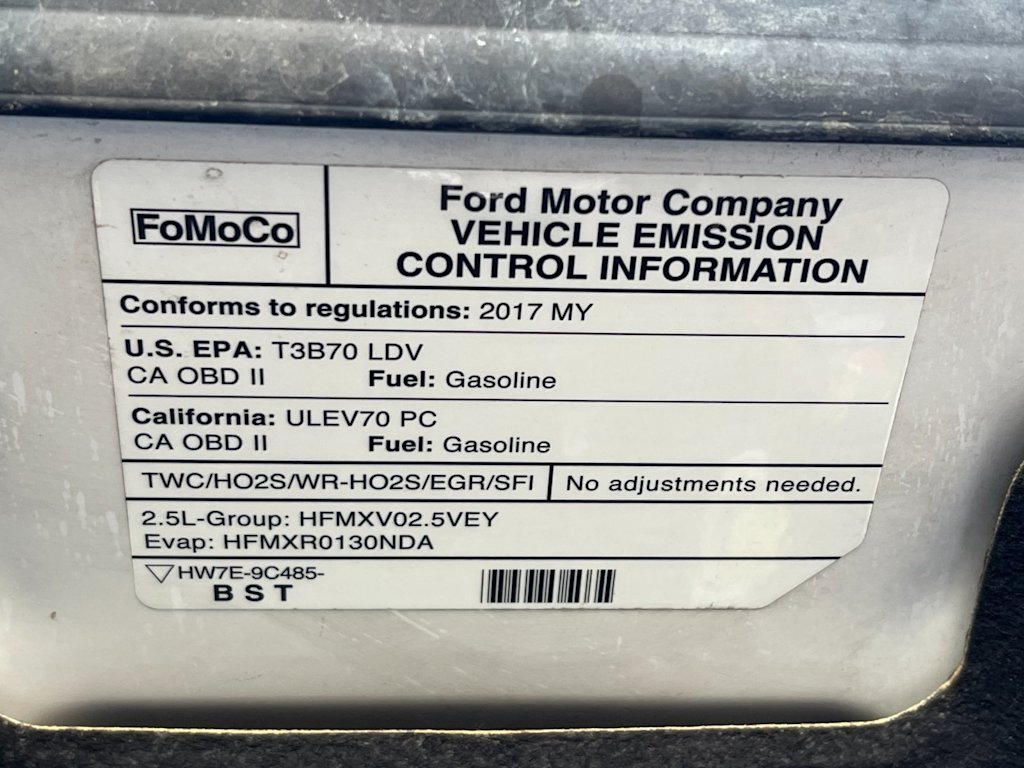 FoMoCo
Ford Motor Company
VEHICLE EMISSION
CONTROL INFORMATION
Conforms to regulations: 2017 MY
U.S. EPA: T3B70 LDV
CA OBD II Fuel: Gasoline
California: ULEV70 PC
CA OBD II Fuel: Gasoline
TWC/HO2S/WR-HO2S/EGR/SFI No adjustments needed.
2.5L-Group: HFMXV02.5VEY
Evap: HFMXR0130NDA
HW7E-9C485-
B S T